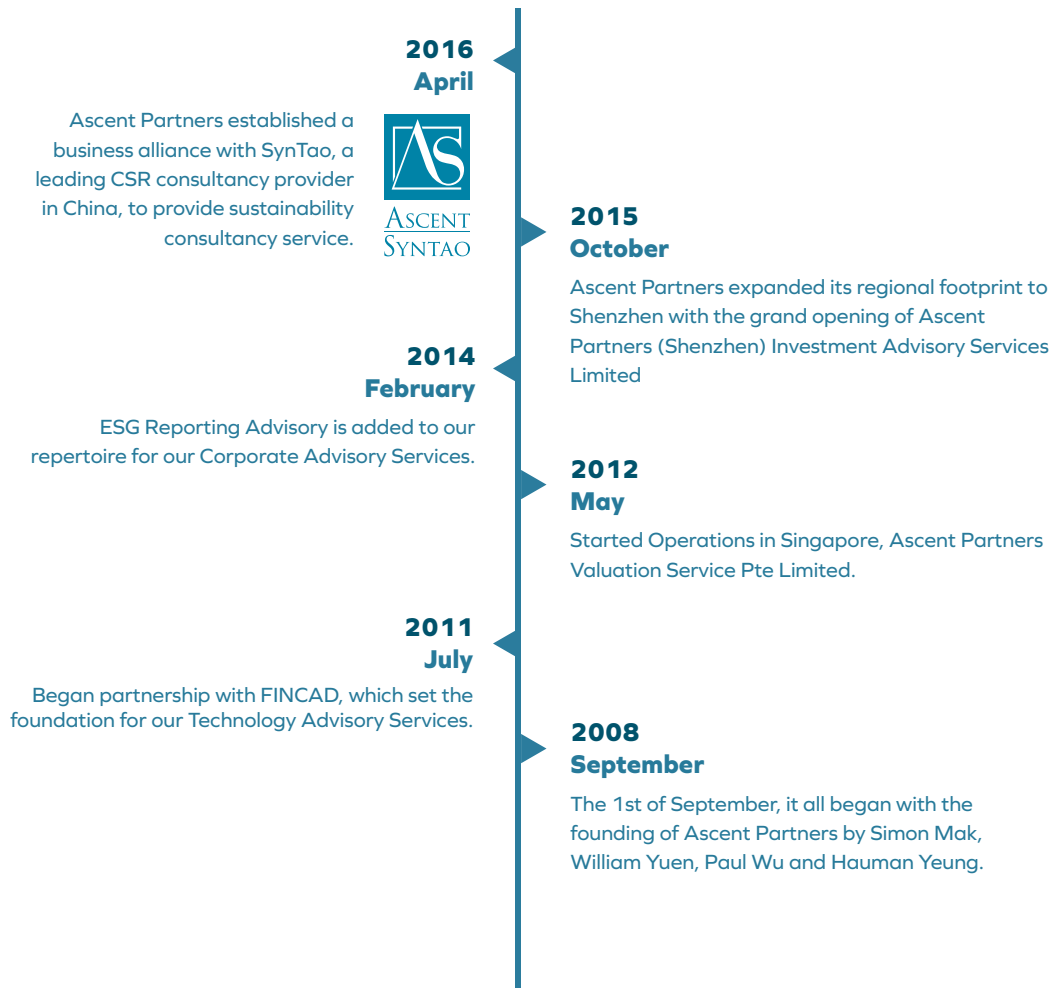 2016
April
Ascent Partners established a
business alliance with SynTao, a
leading CSR consultancy provider
in China, to provide sustainability
consultancy service.
AS
ASCENT
SYNTAO
2015
October
Ascent Partners expanded its regional footprint to
Shenzhen with the grand opening of Ascent
Partners (Shenzhen) Investment Advisory Services
Limited
2014
February
ESG Reporting Advisory is added to our
repertoire for our Corporate Advisory Services.
2012
May
Started Operations in Singapore, Ascent Partners
Valuation Service Pte Limited.
2011
July
Began partnership with FINCAD, which set the
foundation for our Technology Advisory Services.
2008
September
The 1st of September, it all began with the
founding of Ascent Partners by Simon Mak,
William Yuen, Paul Wu and Hauman Yeung.